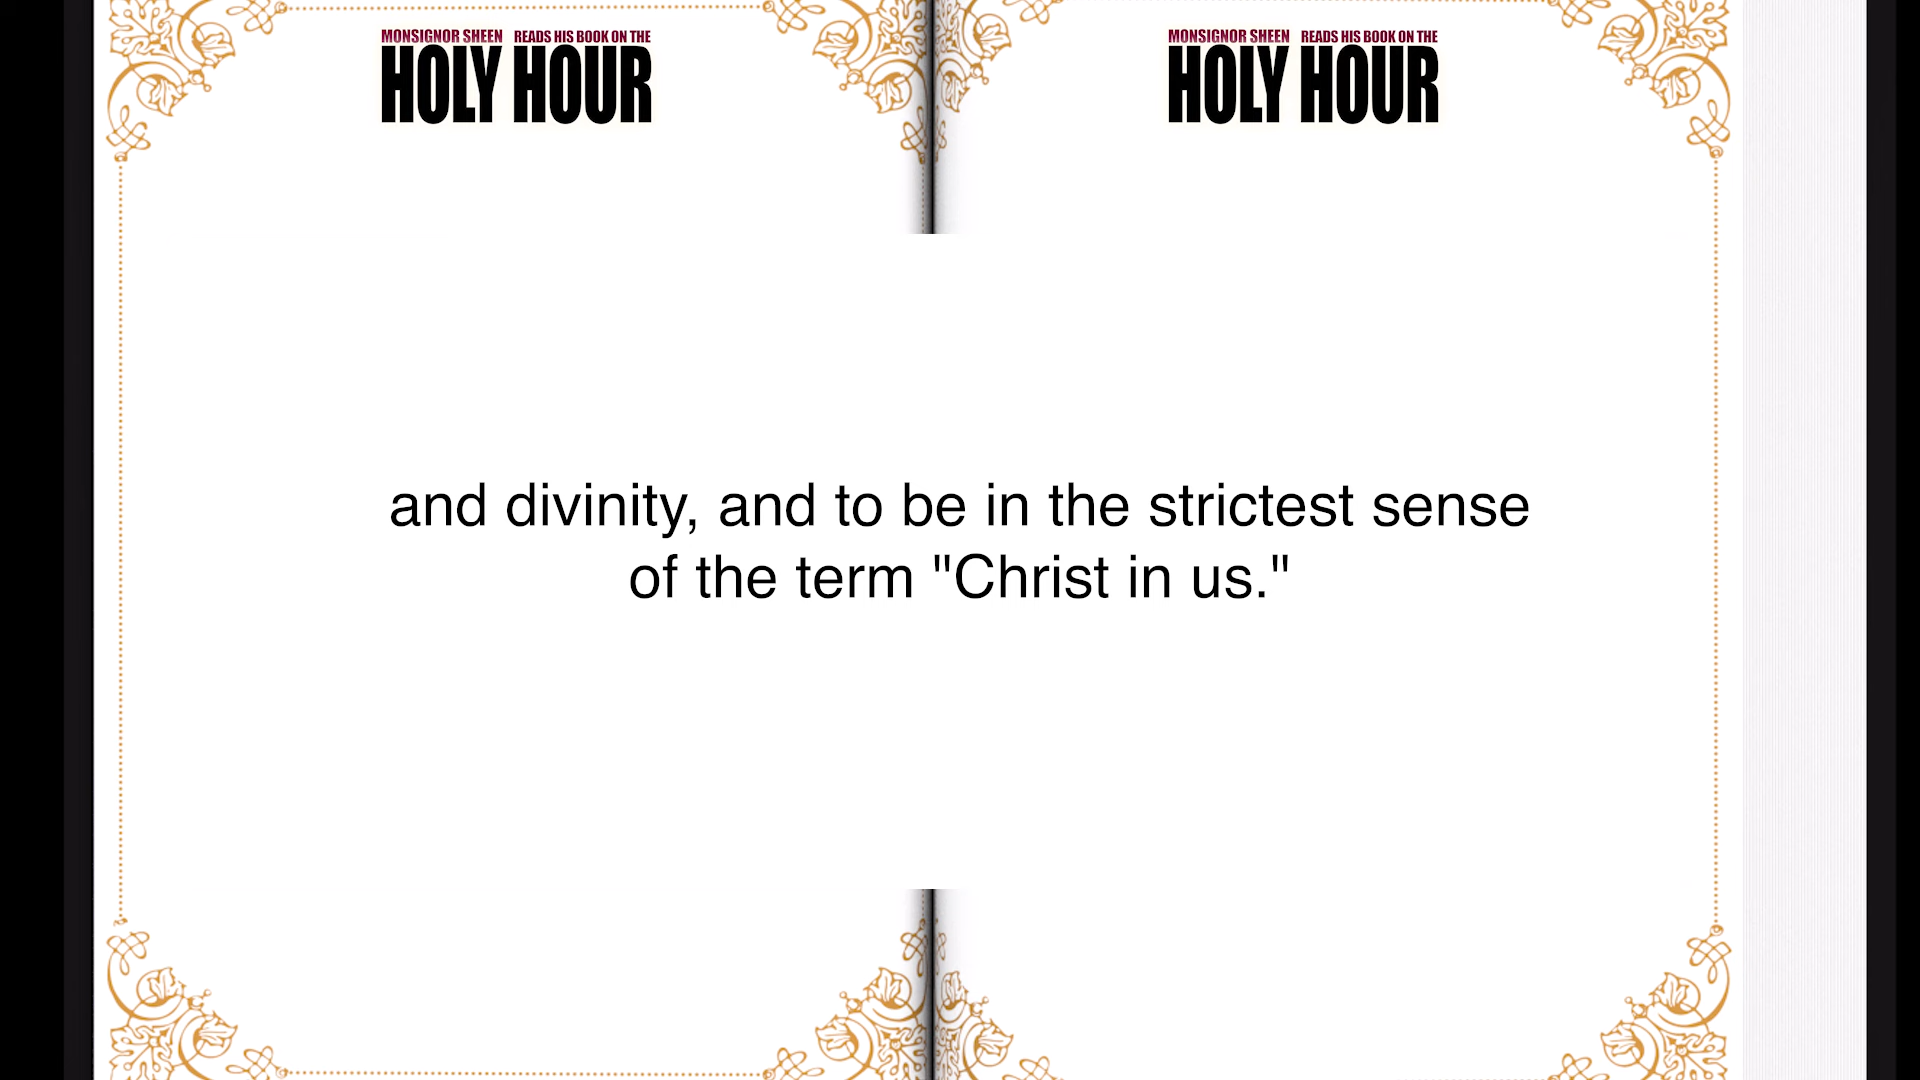 MONSIGNOR SHEEN READS HIS BOOK ON THE
HOLY HOUR
MONSIGNOR SHEEN READS HIS BOOK ON THE
HOLY HOUR
and divinity, and to be in the strictest sense
of the term "Christ in us."